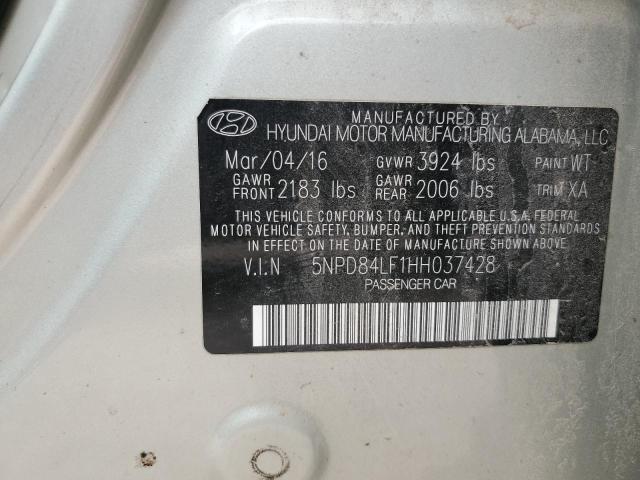 MANUFACTURED BY
HYUNDAI MOTOR MANUFACTURING ALABAMA, LLC
Mar/04/16 GVWR 3924 lbs PAINT WT
GAWR FRONT 2183 lbs GAWR REAR 2006 lbs TRIM XA
THIS VEHICLE CONFORMS TO ALL APPLICABLE U.S.A. FEDERAL
MOTOR VEHICLE SAFETY, BUMPER, AND THEFT PREVENTION STANDARDS
IN EFFECT ON THE DATE OF MANUFACTURE SHOWN ABOVE.
V.I.N 5NPD84LF1HH037428
PASSENGER CAR